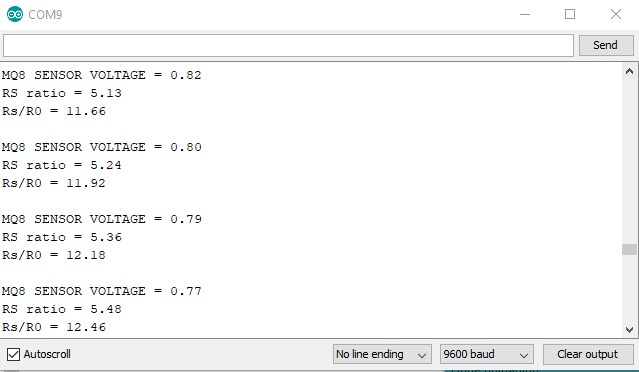 COM9
Send
MQ8 SENSOR VOLTAGE = 0.82
RS ratio = 5.13
Rs/R0 = 11.66
MQ8 SENSOR VOLTAGE = 0.80
RS ratio = 5.24
Rs/R0 = 11.92
MQ8 SENSOR VOLTAGE = 0.79
RS ratio = 5.36
Rs/R0 = 12.18
MQ8 SENSOR VOLTAGE = 0.77
RS ratio = 5.48
Rs/R0 = 12.46
Autoscroll No line ending 9600 baud Clear output